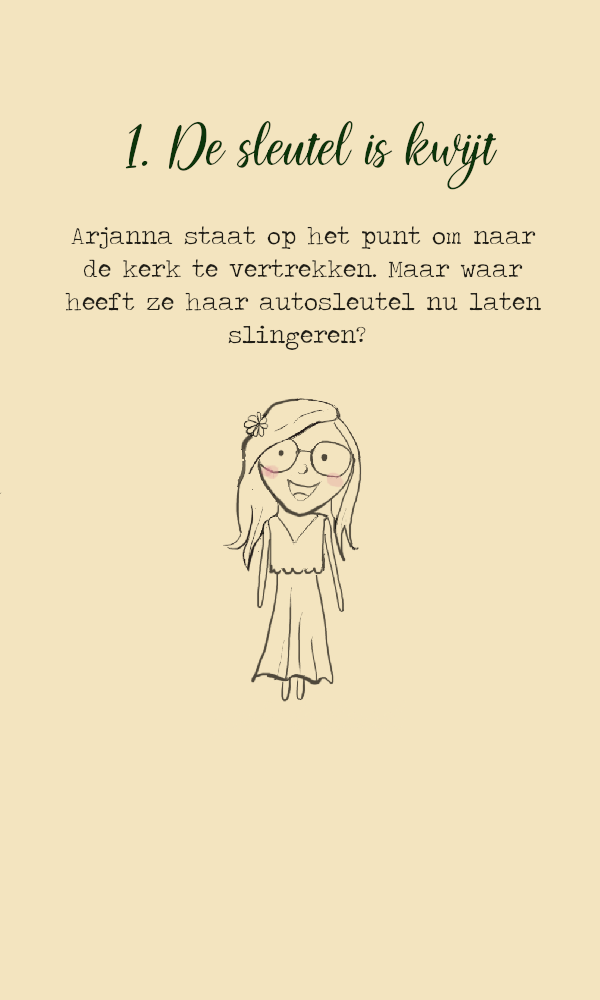 1. De sleutel is kwijt
Arjanna staat op het punt om naar
de kerk te vertrekken. Maar waar
heeft ze haar autosleutel nu laten
slingeren?